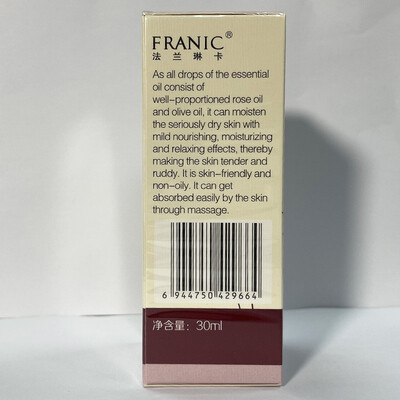 FRANIC®
法兰琳卡
As all drops of the essential
oil consist of
well-proportioned rose oil
and olive oil, it can moisten
the seriously dry skin with
mild nourishing, moisturizing
and relaxing effects, thereby
making the skin tender and
ruddy. It is skin-friendly and
non-oily. It can get
absorbed easily by the skin
through massage.
6 944750 429664
净含量: 30ml